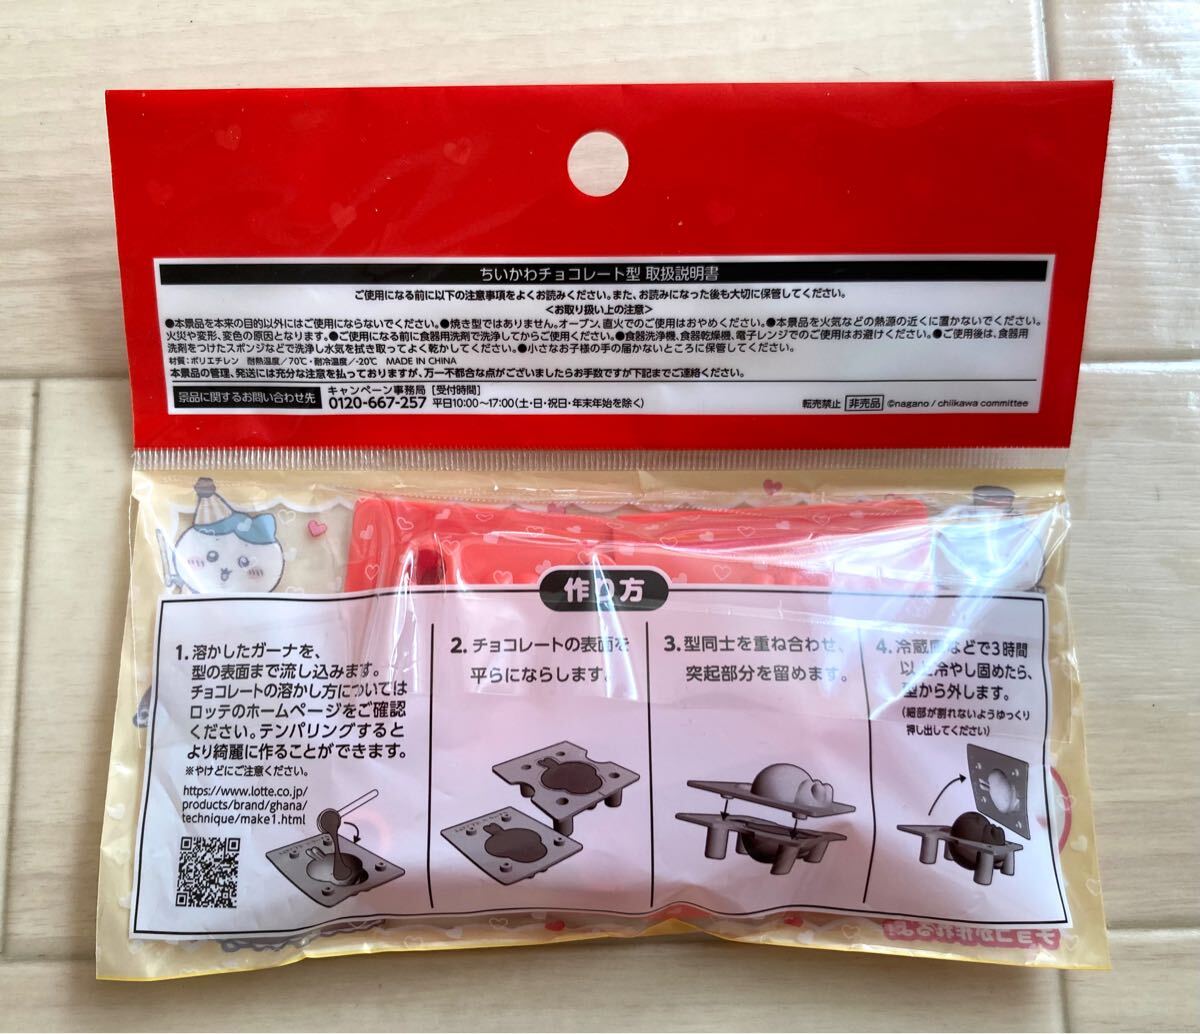 ちいかわチョコレート型 取扱説明書
ご使用になる前に以下の注意事項をよくお読みください。また、お読みになった後も大切に保管してください。
<お取り扱い上の注意>
●本景品を本来の目的以外にはご使用にならないでください。●焼き型ではありません。オーブン、直火でのご使用はおやめください。●本景品を火気などの熱源の近くに置かないでください。
火災や変形、変色の原因となります。●ご使用になる前に食器用洗剤で洗浄してからご使用ください。●食器洗浄機、食器乾燥機、電子レンジでのご使用はお避けください。●ご使用後は、食器用
洗剤をつけたスポンジなどで洗浄し水気を拭き取ってよく乾かしてください。●小さなお子様の手の届かないところに保管してください。
材質:ポリエチレン 耐熱温度/70℃・耐冷温度/-20℃ MADE IN CHINA
本景品の管理、発送には充分な注意を払っておりますが、万一不都合な点がございましたらお手数ですが下記までご連絡ください。
景品に関するお問い合わせ先 キャンペーン事務局 [受付時間]
0120-667-257 平日10:00〜17:00(土・日・祝日・年末年始を除く)
転売禁止 非売品 ©nagano / chiikawa committee
作り方
1. 溶かしたガーナを、
型の表面まで流し込みます。
チョコレートの溶かし方については
ロッテのホームページをご確認
ください。テンパリングすると
より綺麗に作ることができます。
※やけどにご注意ください。
https://www.lotte.co.jp/
products/brand/ghana/
technique/make1.html
2. チョコレートの表面を
平らにならします。
3. 型同士を重ね合わせ、
突起部分を留めます。
4. 冷蔵庫などで3時間
以上冷やし固めたら、
型から外します。
(細部が割れないようゆっくり
押し出してください)